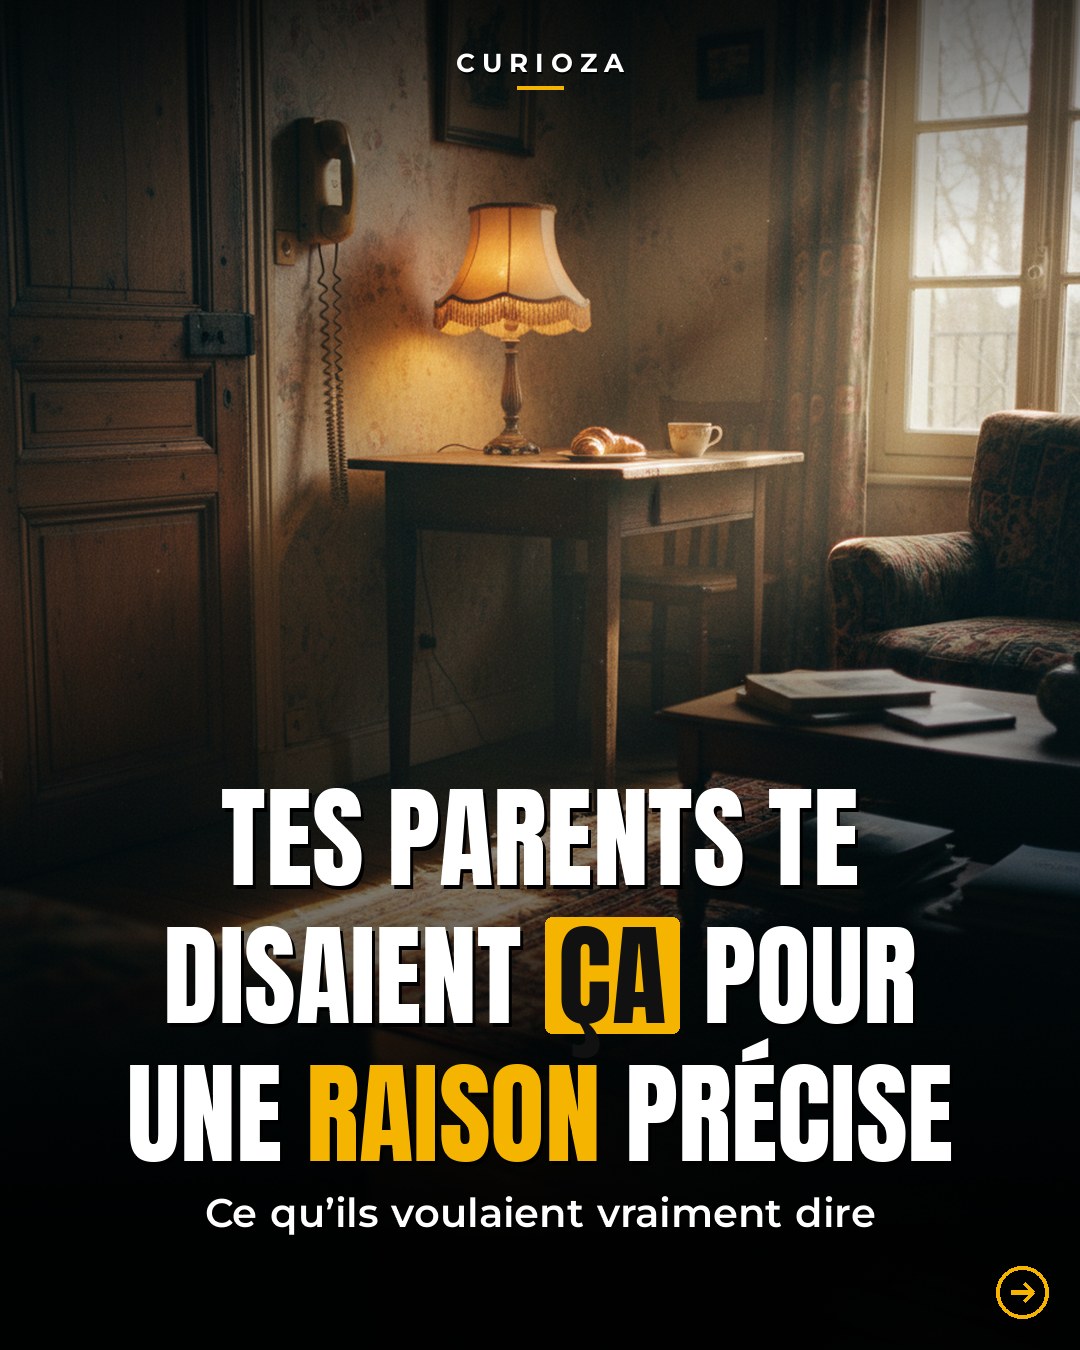 CURIOZA
TES PARENTS TE
DISAIENT ÇA POUR
UNE RAISON PRÉCISE
Ce qu’ils voulaient vraiment dire